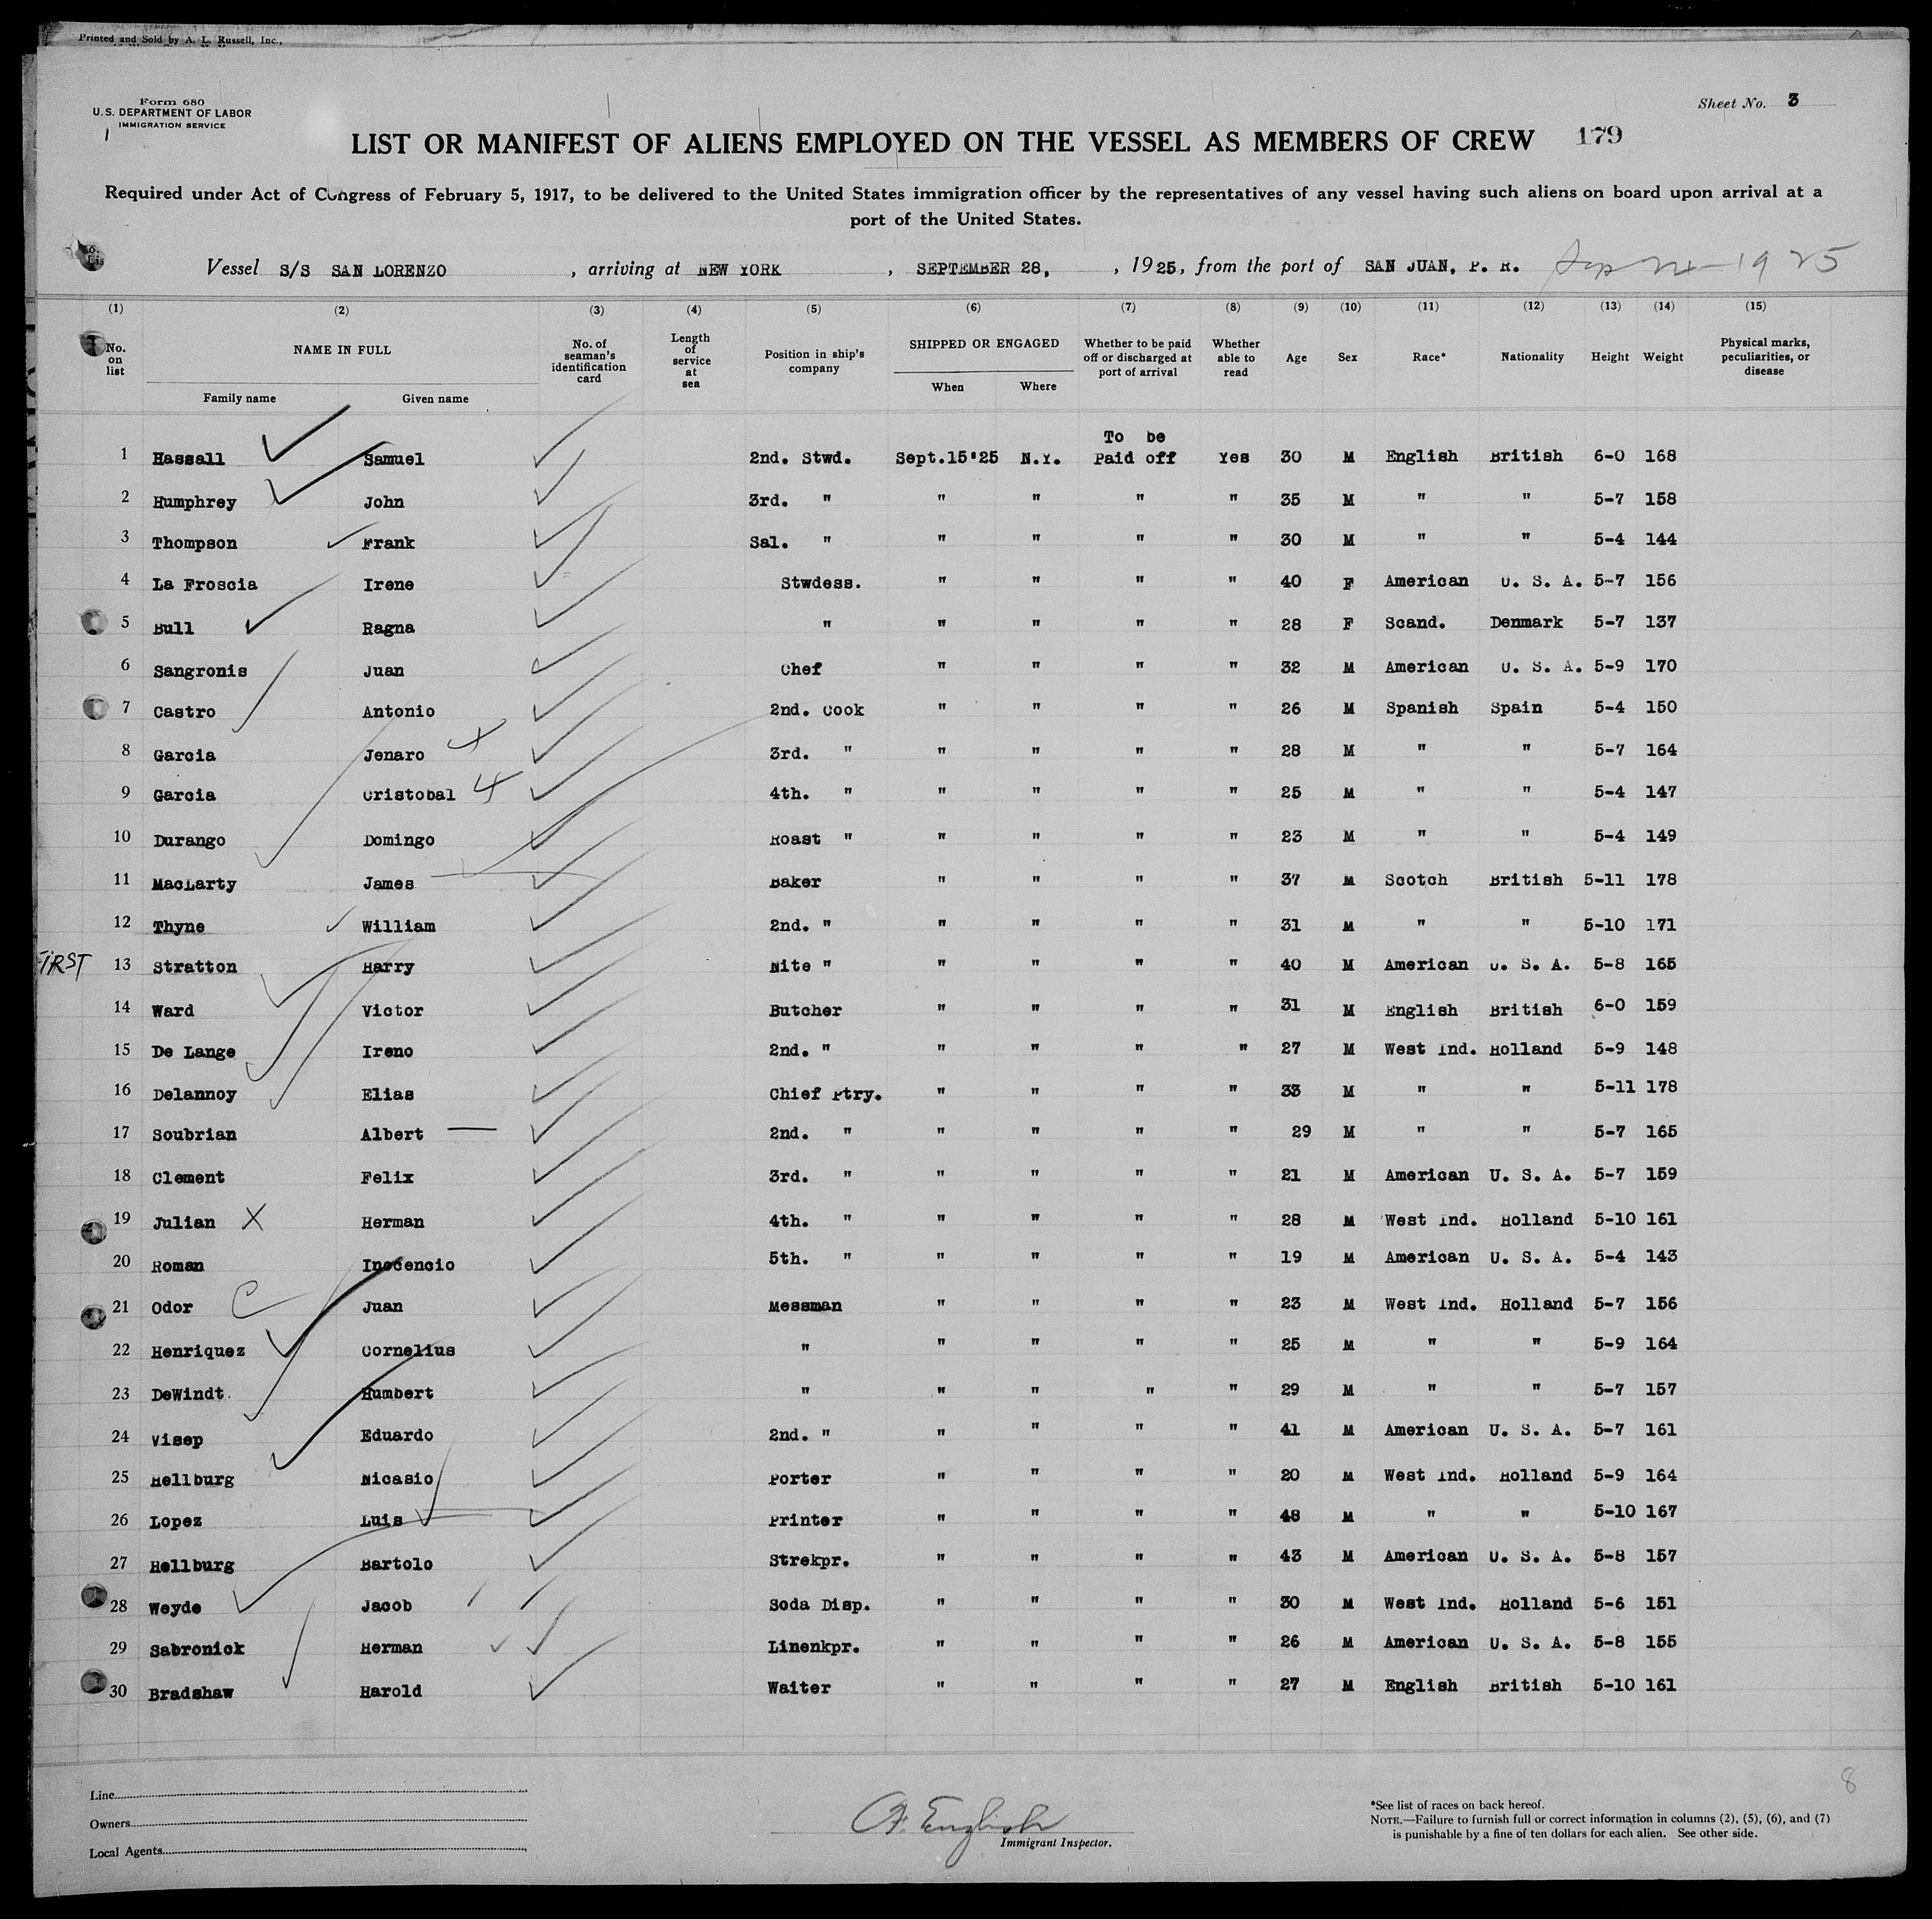 Printed and Sold by A. L. Russell, Inc.,
Form 680
U.S. DEPARTMENT OF LABOR
IMMIGRATION SERVICE
Sheet No. 3
LIST OR MANIFEST OF ALIENS EMPLOYED ON THE VESSEL AS MEMBERS OF CREW 179
Required under Act of Congress of February 5, 1917, to be delivered to the United States immigration officer by the representatives of any vessel having such aliens on board upon arrival at a
port of the United States.
Vessel S/S SAN LORENZO , arriving at NEW YORK , SEPTEMBER 28, , 1925, from the port of SAN JUAN, P. R. 1925
(1) (2) (3) (4) (5) (6) (7) (8) (9) (10) (11) (12) (13) (14) (15)
No. on list NAME IN FULL Family name Given name No. of seaman's identification card Length of service at sea Position in ship's company SHIPPED OR ENGAGED When Where Whether to be paid off or discharged at port of arrival Whether able to read Age Sex Race* Nationality Height Weight Physical marks, peculiarities, or disease
1 Hassall Samuel 2nd. Stwd. Sept.15'25 N.Y. To be Paid off Yes 30 M English British 6-0 168
2 Humphrey John 3rd. " " " " " 35 M " " 5-7 158
3 Thompson Frank Sal. " " " " " 30 M " " 5-4 144
4 La Froscia Irene Stwdess. " " " " 40 F American U. S. A. 5-7 156
5 Bull Ragna " " " " " 28 F Scand. Denmark 5-7 137
6 Sangronis Juan Chef " " " " 32 M American U. S. A. 5-9 170
7 Castro Antonio 2nd. Cook " " " " 26 M Spanish Spain 5-4 150
8 Garcia Jenaro 3rd. " " " " " 28 M " " 5-7 164
9 Garcia Cristobal 4th. " " " " " 25 M " " 5-4 147
10 Durango Domingo Roast " " " " " 23 M " " 5-4 149
11 MacLarty James Baker " " " " 37 M Scotch British 5-11 178
12 Thyne William 2nd. " " " " " 31 M " " 5-10 171
FIRST 13 Stratton Harry Nite " " " " " 40 M American U. S. A. 5-8 165
14 Ward Victor Butcher " " " " 31 M English British 6-0 159
15 De Lange Ireno 2nd. " " " " " 27 M West Ind. Holland 5-9 148
16 Delannoy Elias Chief Ptry. " " " " 33 M " " 5-11 178
17 Soubrian Albert 2nd. " " " " " 29 M " " 5-7 165
18 Clement Felix 3rd. " " " " " 21 M American U. S. A. 5-7 159
19 Julian X Herman 4th. " " " " " 28 M West Ind. Holland 5-10 161
20 Roman Inocencio 5th. " " " " " 19 M American U. S. A. 5-4 143
21 Odor Juan Messman " " " " 23 M West Ind. Holland 5-7 156
22 Henriquez Cornelius " " " " " 25 M " " 5-9 164
23 DeWindt. Humbert " " " " " 29 M " " 5-7 157
24 Visep Eduardo 2nd. " " " " " 41 M American U. S. A. 5-7 161
25 Hellburg Nicasio Porter " " " " 20 M West Ind. Holland 5-9 164
26 Lopez Luis Printer " " " " 48 M " " 5-10 167
27 Hellburg Bartolo Strekpr. " " " " 43 M American U. S. A. 5-8 157
28 Weyde Jacob Soda Disp. " " " " 30 M West Ind. Holland 5-6 151
29 Sabronick Herman Linenkpr. " " " " 26 M American U. S. A. 5-8 155
30 Bradshaw Harold Waiter " " " " 27 M English British 5-10 161
8
Line
Owners
Local Agents
English
Immigrant Inspector.
*See list of races on back hereof.
NOTE.—Failure to furnish full or correct information in columns (2), (5), (6), and (7)
is punishable by a fine of ten dollars for each alien. See other side.